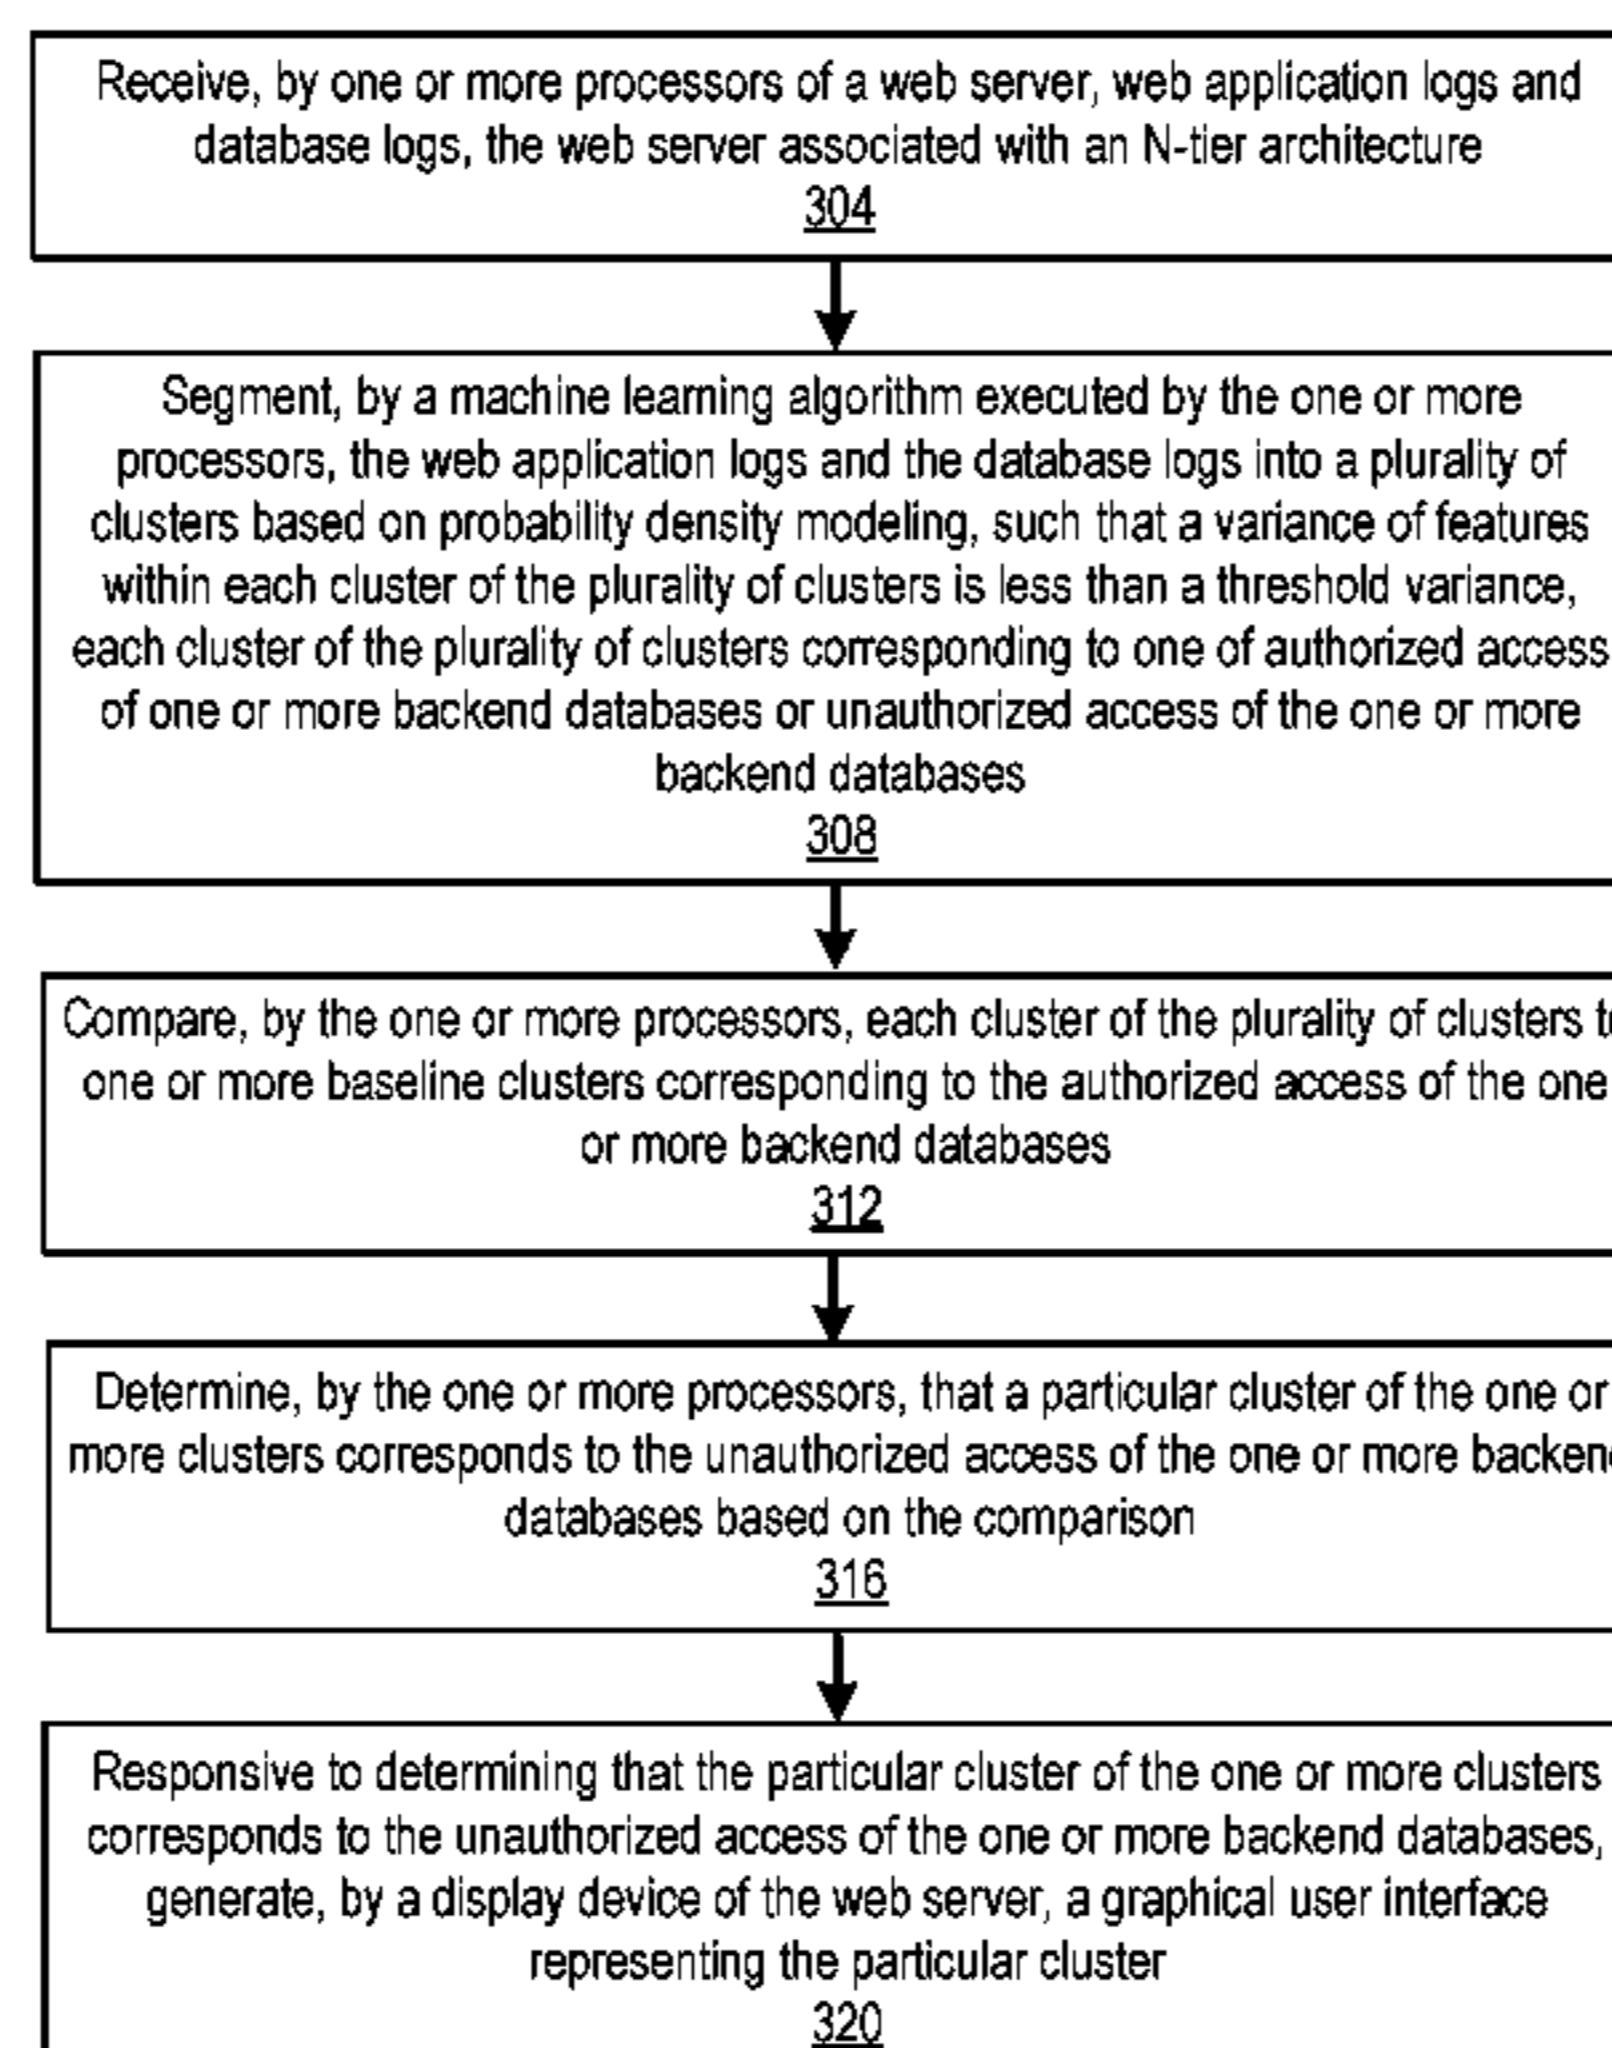 Receive, by one or more processors of a web server, web application logs and
database logs, the web server associated with an N-tier architecture
304
Segment, by a machine learning algorithm executed by the one or more
processors, the web application logs and the database logs into a plurality of
clusters based on probability density modeling, such that a variance of features
within each cluster of the plurality of clusters is less than a threshold variance,
each cluster of the plurality of clusters corresponding to one of authorized access
of one or more backend databases or unauthorized access of the one or more
backend databases
308
Compare, by the one or more processors, each cluster of the plurality of clusters to
one or more baseline clusters corresponding to the authorized access of the one
or more backend databases
312
Determine, by the one or more processors, that a particular cluster of the one or
more clusters corresponds to the unauthorized access of the one or more backend
databases based on the comparison
316
Responsive to determining that the particular cluster of the one or more clusters
corresponds to the unauthorized access of the one or more backend databases,
generate, by a display device of the web server, a graphical user interface
representing the particular cluster
320